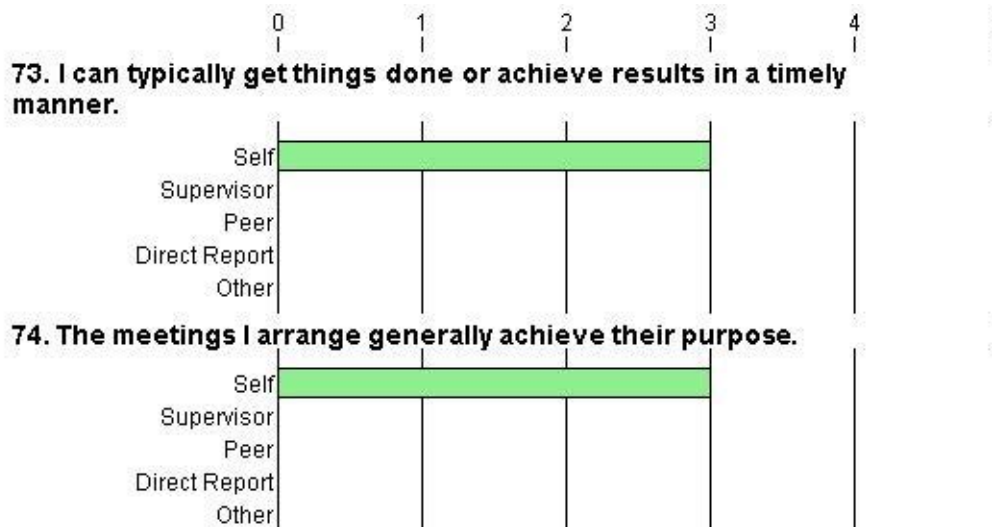 0 1 2 3 4
73. I can typically get things done or achieve results in a timely
manner.
Self
Supervisor
Peer
Direct Report
Other
74. The meetings I arrange generally achieve their purpose.
Self
Supervisor
Peer
Direct Report
Other